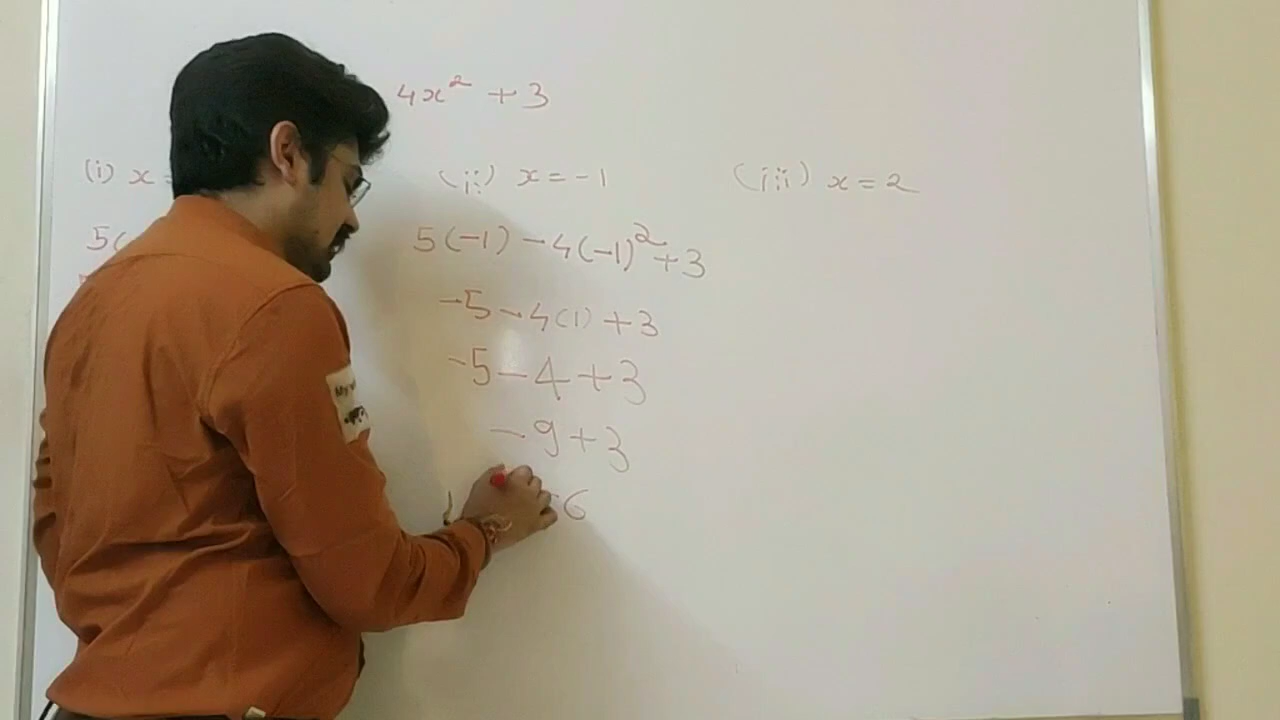 4x² + 3
(i) x = (ii) x = -1 (iii) x = 2
5( 5(-1) - 4(-1)² + 3
-5 - 4(1) + 3
-5 - 4 + 3
- 9 + 3
-6